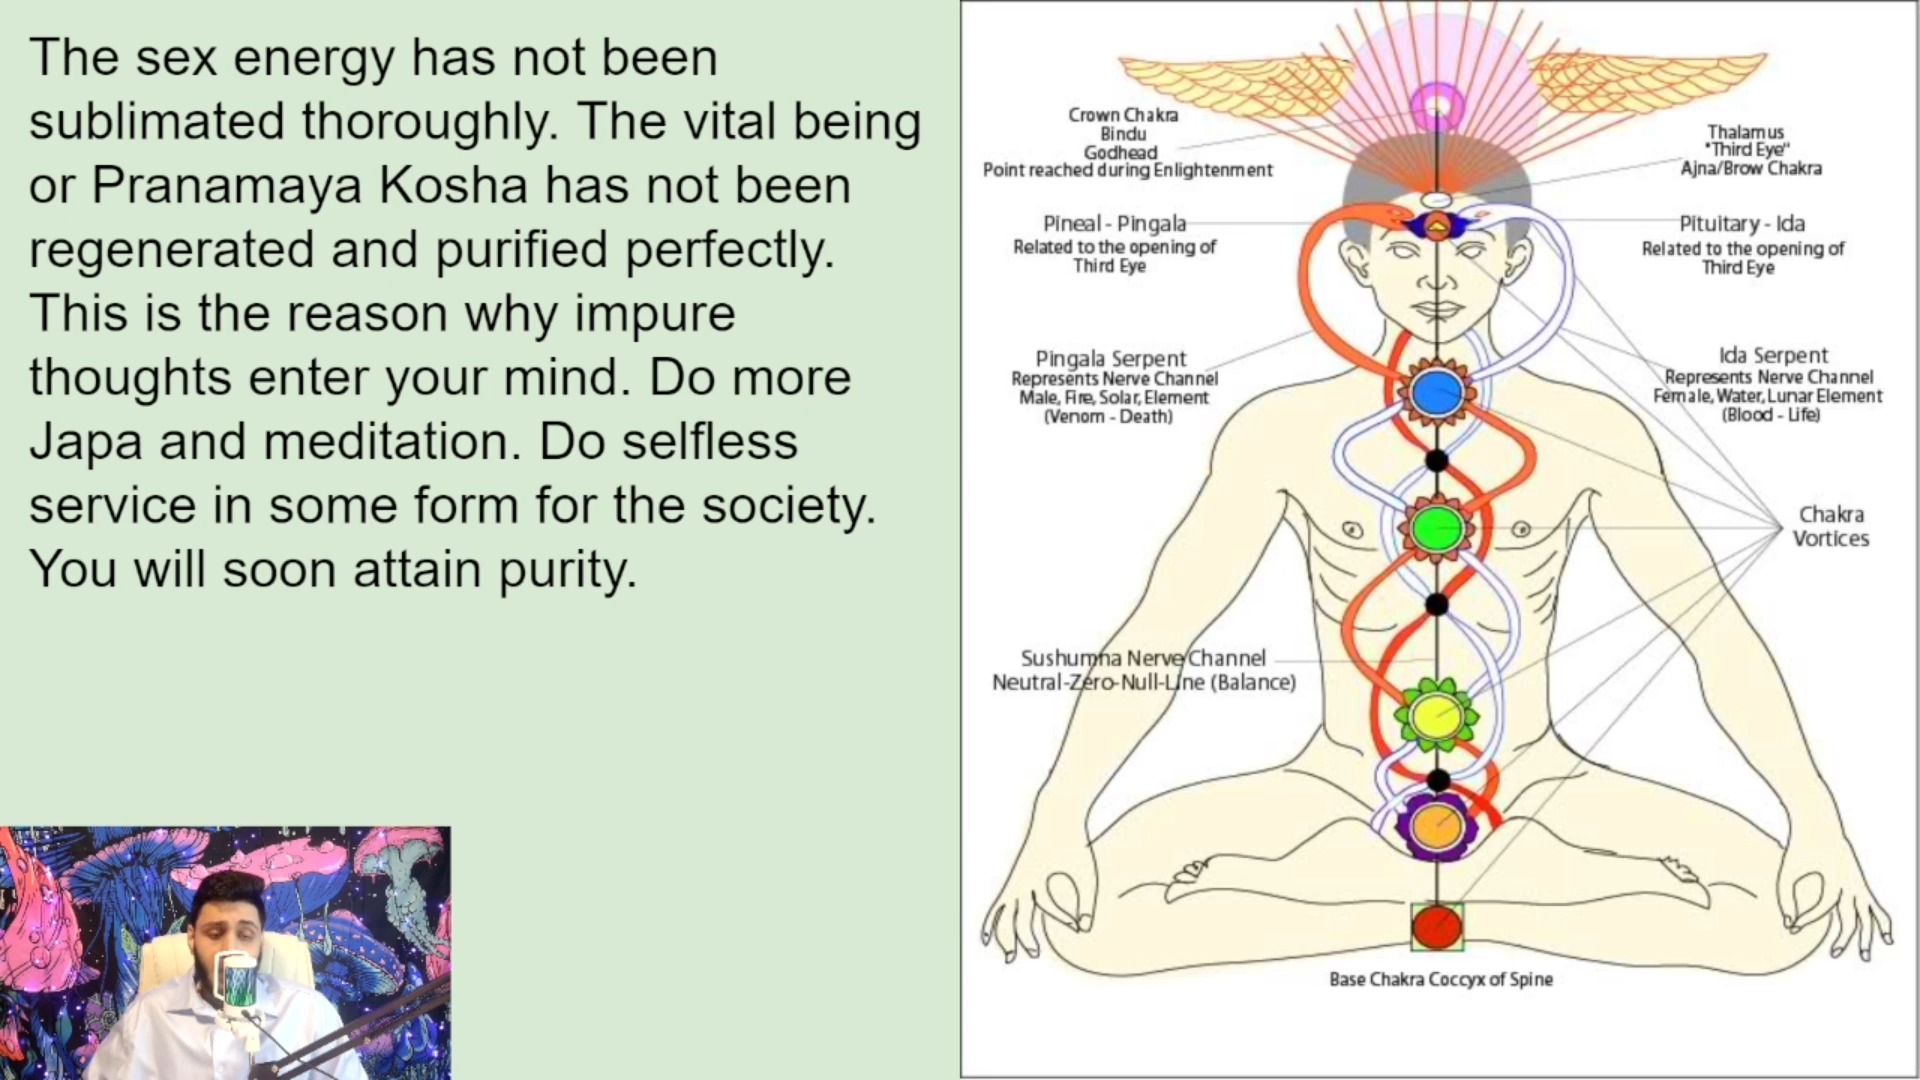 The sex energy has not been
sublimated thoroughly. The vital being
or Pranamaya Kosha has not been
regenerated and purified perfectly.
This is the reason why impure
thoughts enter your mind. Do more
Japa and meditation. Do selfless
service in some form for the society.
You will soon attain purity.
Crown Chakra
Bindu
Godhead
Point reached during Enlightenment
Thalamus
"Third Eye"
Ajna/Brow Chakra
Pineal - Pingala
Related to the opening of
Third Eye
Pituitary - Ida
Related to the opening of
Third Eye
Pingala Serpent
Represents Nerve Channel
Male, Fire, Solar, Element
(Venom - Death)
Ida Serpent
Represents Nerve Channel
Female, Water, Lunar Element
(Blood - Life)
Chakra
Vortices
Sushumna Nerve Channel
Neutral-Zero-Null-Line (Balance)
Base Chakra Coccyx of Spine